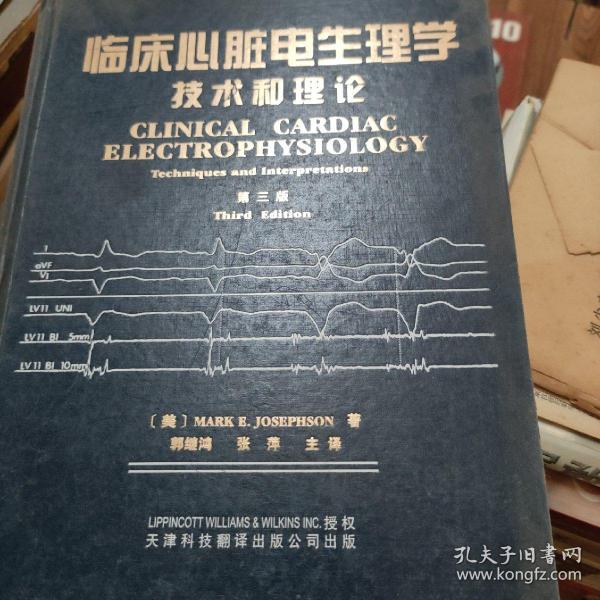 临床心脏电生理学
技术和理论
CLINICAL CARDIAC
ELECTROPHYSIOLOGY
Techniques and Interpretations
第三版
Third Edition
1
aVF
V1
LV11 UNI
LV11 BI 5mm
LV11 BI 10mm
〔美〕MARK E. JOSEPHSON 著
郭继鸿 张萍 主译
LIPPINCOTT WILLIAMS & WILKINS INC. 授权
天津科技翻译出版公司出版
10
孔夫子旧书网
www.kongfz.com